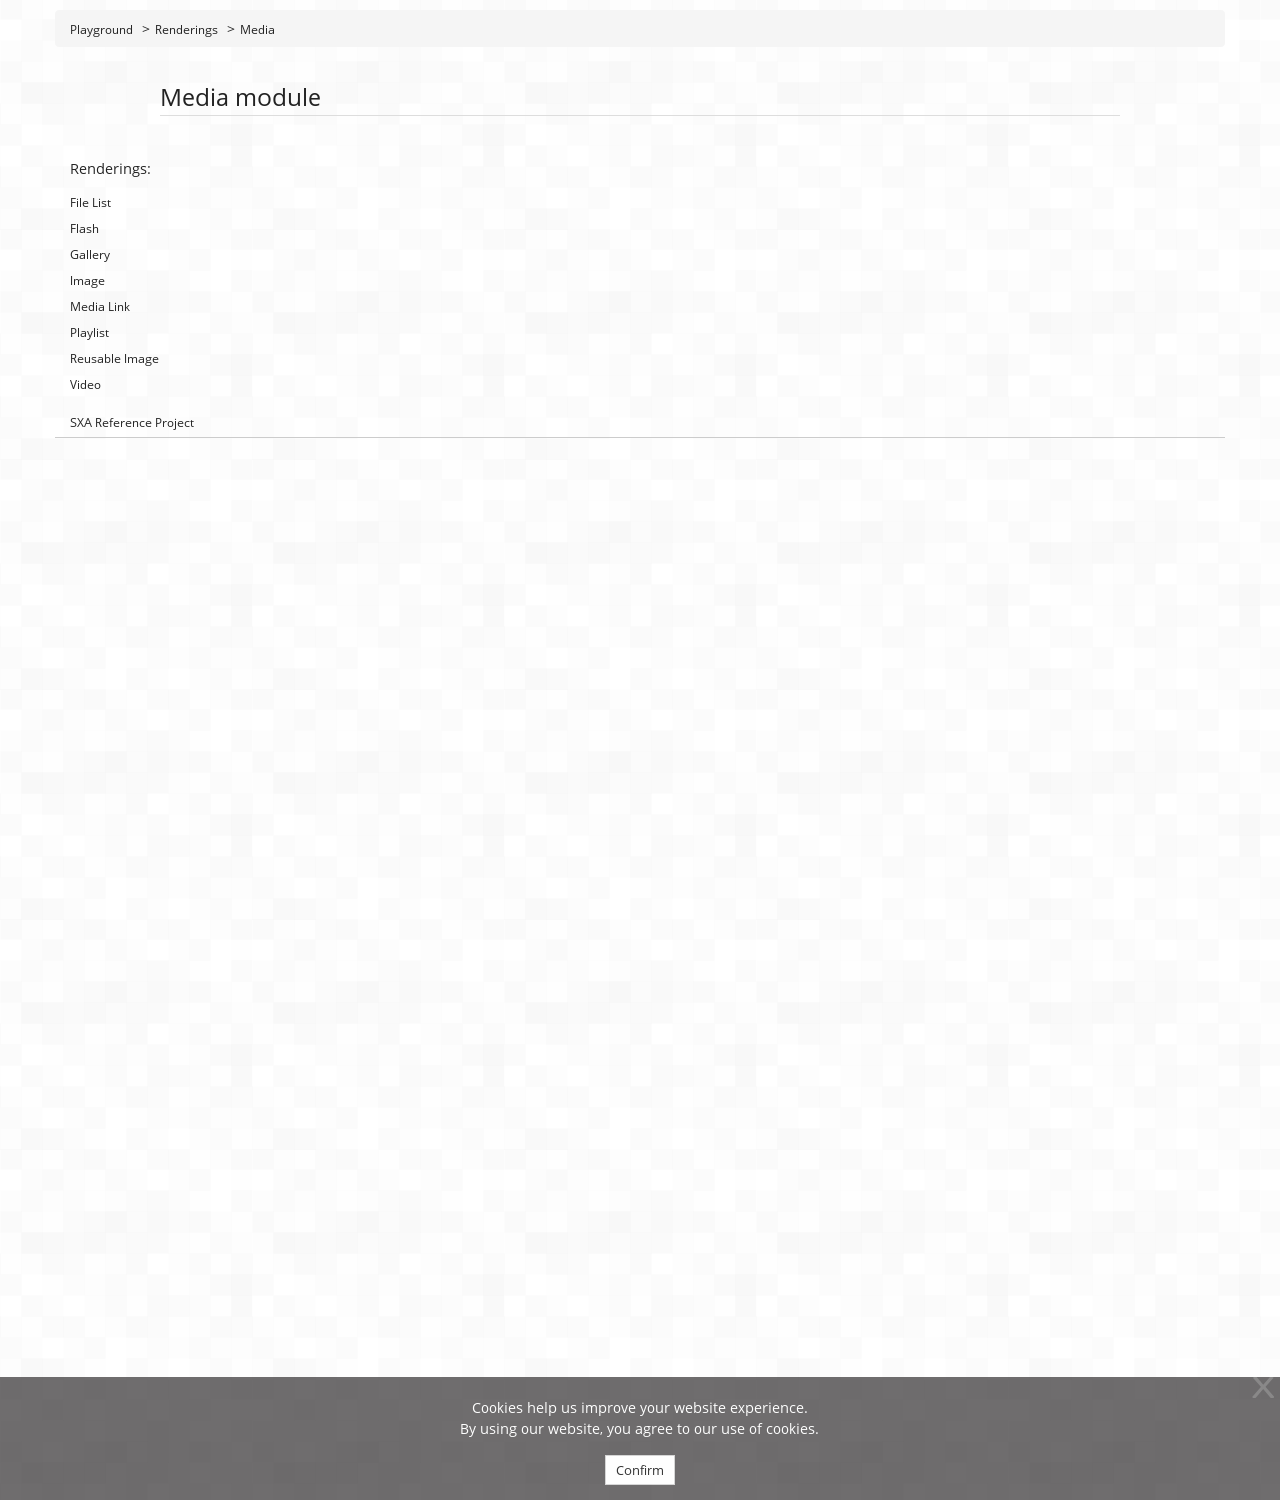 Playground > Renderings > Media
Media module
Renderings:
File List
Flash
Gallery
Image
Media Link
Playlist
Reusable Image
Video
SXA Reference Project
X
Cookies help us improve your website experience.
By using our website, you agree to our use of cookies.
Confirm